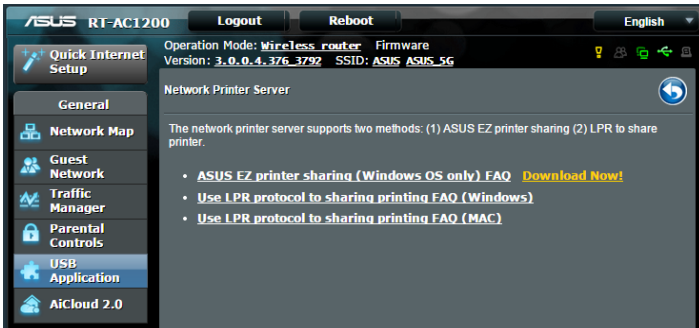 ASUS RT-AC1200 Logout Reboot English
Quick Internet Setup
Operation Mode: Wireless router Firmware
Version: 3.0.0.4.376_3792 SSID: ASUS ASUS_5G
General
Network Map
Guest Network
Traffic Manager
Parental Controls
USB Application
AiCloud 2.0
Network Printer Server
The network printer server supports two methods: (1) ASUS EZ printer sharing (2) LPR to share
printer.
ASUS EZ printer sharing (Windows OS only) FAQ Download Now!
Use LPR protocol to sharing printing FAQ (Windows)
Use LPR protocol to sharing printing FAQ (MAC)